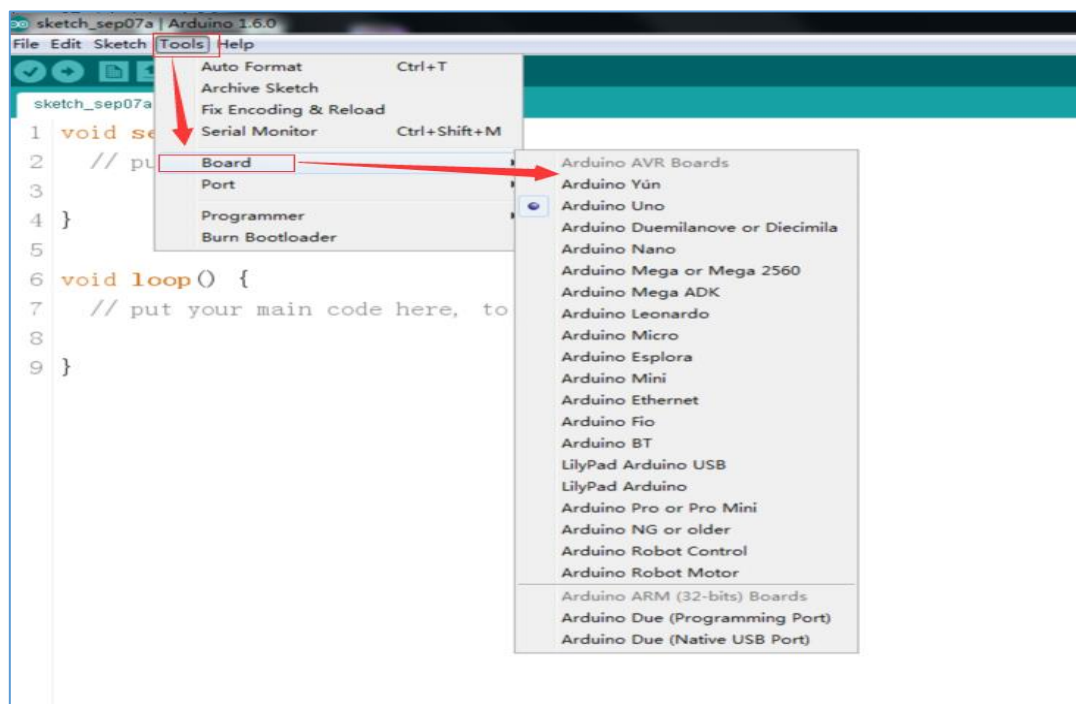 sketch_sep07a | Arduino 1.6.0
File Edit Sketch Tools Help
sketch_sep07a
Auto Format Ctrl+T
Archive Sketch
Fix Encoding & Reload
Serial Monitor Ctrl+Shift+M
Board
Port
Programmer
Burn Bootloader
1 void se
2 // pu
3
4 }
5
6 void loop() {
7 // put your main code here, to
8
9 }
Arduino AVR Boards
Arduino Yún
Arduino Uno
Arduino Duemilanove or Diecimila
Arduino Nano
Arduino Mega or Mega 2560
Arduino Mega ADK
Arduino Leonardo
Arduino Micro
Arduino Esplora
Arduino Mini
Arduino Ethernet
Arduino Fio
Arduino BT
LilyPad Arduino USB
LilyPad Arduino
Arduino Pro or Pro Mini
Arduino NG or older
Arduino Robot Control
Arduino Robot Motor
Arduino ARM (32-bits) Boards
Arduino Due (Programming Port)
Arduino Due (Native USB Port)